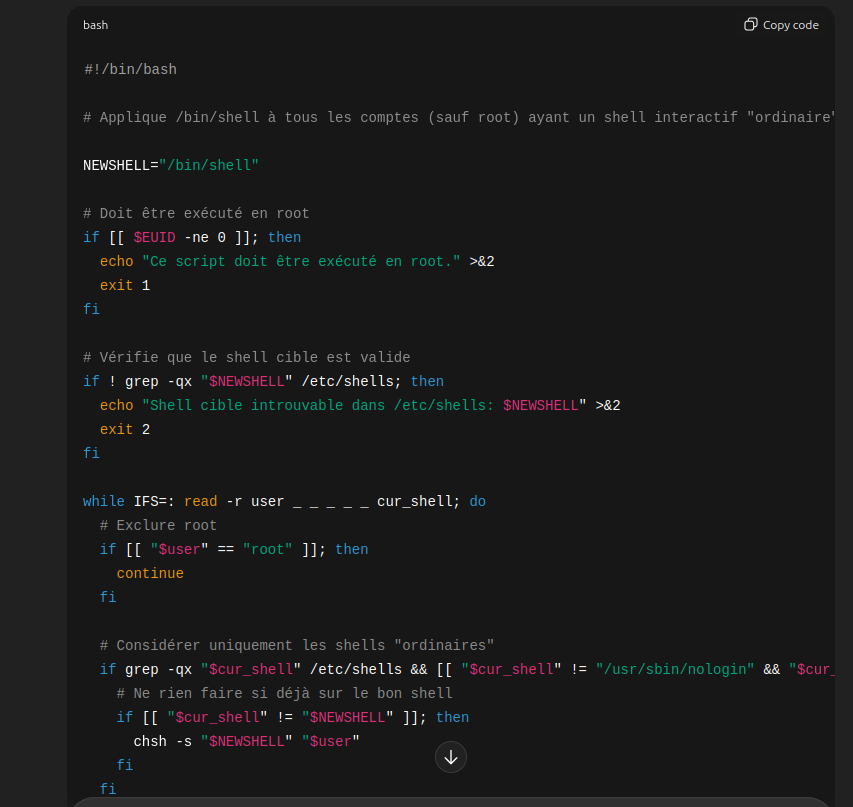 bash
Copy code
#!/bin/bash
# Applique /bin/shell à tous les comptes (sauf root) ayant un shell interactif "ordinaire"
NEWSHELL="/bin/shell"
# Doit être exécuté en root
if [[ $EUID -ne 0 ]]; then
  echo "Ce script doit être exécuté en root." >&2
  exit 1
fi
# Vérifie que le shell cible est valide
if ! grep -qx "$NEWSHELL" /etc/shells; then
  echo "Shell cible introuvable dans /etc/shells: $NEWSHELL" >&2
  exit 2
fi
while IFS=: read -r user _ _ _ _ _ cur_shell; do
  # Exclure root
  if [[ "$user" == "root" ]]; then
    continue
  fi
  # Considérer uniquement les shells "ordinaires"
  if grep -qx "$cur_shell" /etc/shells && [[ "$cur_shell" != "/usr/sbin/nologin" && "$cur_
    # Ne rien faire si déjà sur le bon shell
    if [[ "$cur_shell" != "$NEWSHELL" ]]; then
      chsh -s "$NEWSHELL" "$user"
    fi
  fi